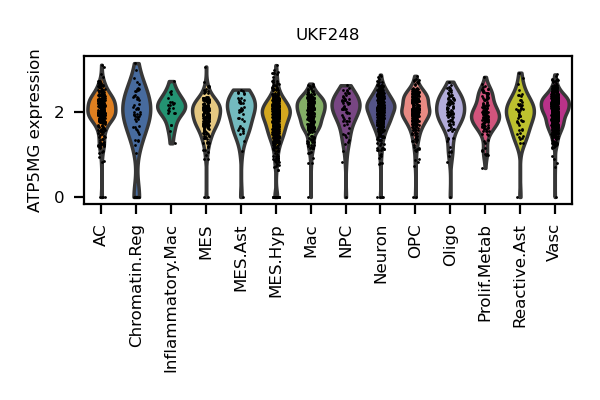 UKF248
ATP5MG expression
2
0
AC
Chromatin.Reg
Inflammatory.Mac
MES
MES.Ast
MES.Hyp
Mac
NPC
Neuron
OPC
Oligo
Prolif.Metab
Reactive.Ast
Vasc